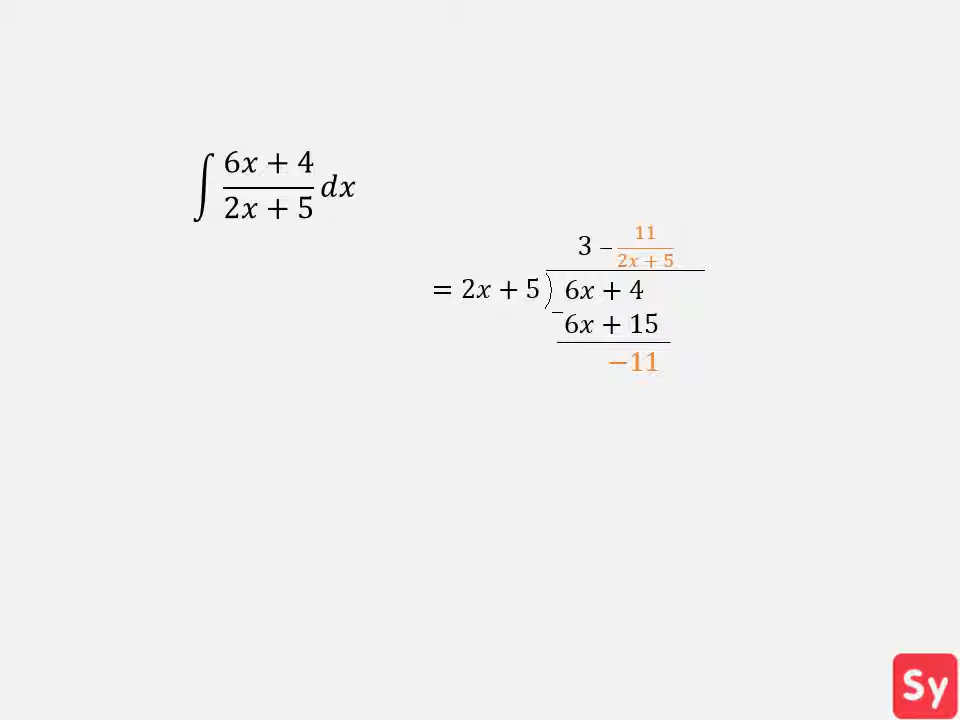 ∫ 6x + 4 / 2x + 5 dx
3 − 11 / 2x + 5
= 2x + 5 ) 6x + 4
− 6x + 15
−11
Sy